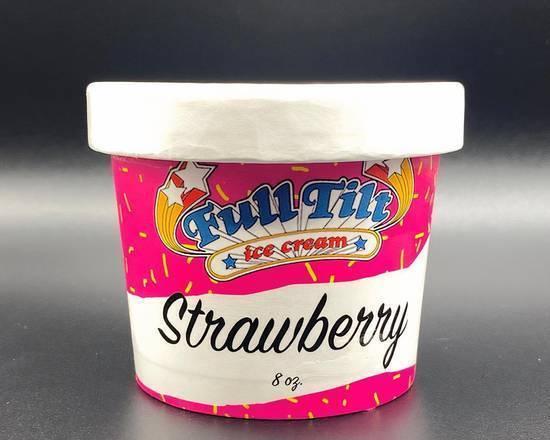 Full Tilt
ice cream
Strawberry
8 oz.